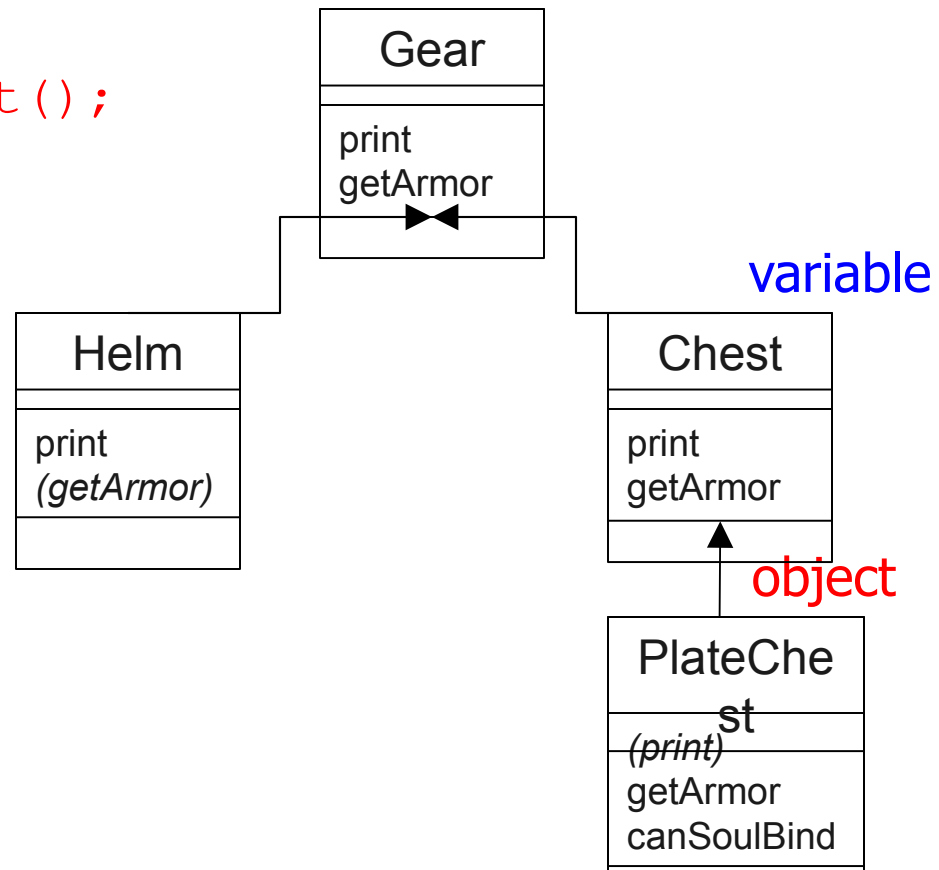 Gear
t();
print
getArmor
variable
Helm
Chest
print
(getArmor)
print
getArmor
object
PlateChe
st
(print)
getArmor
canSoulBind